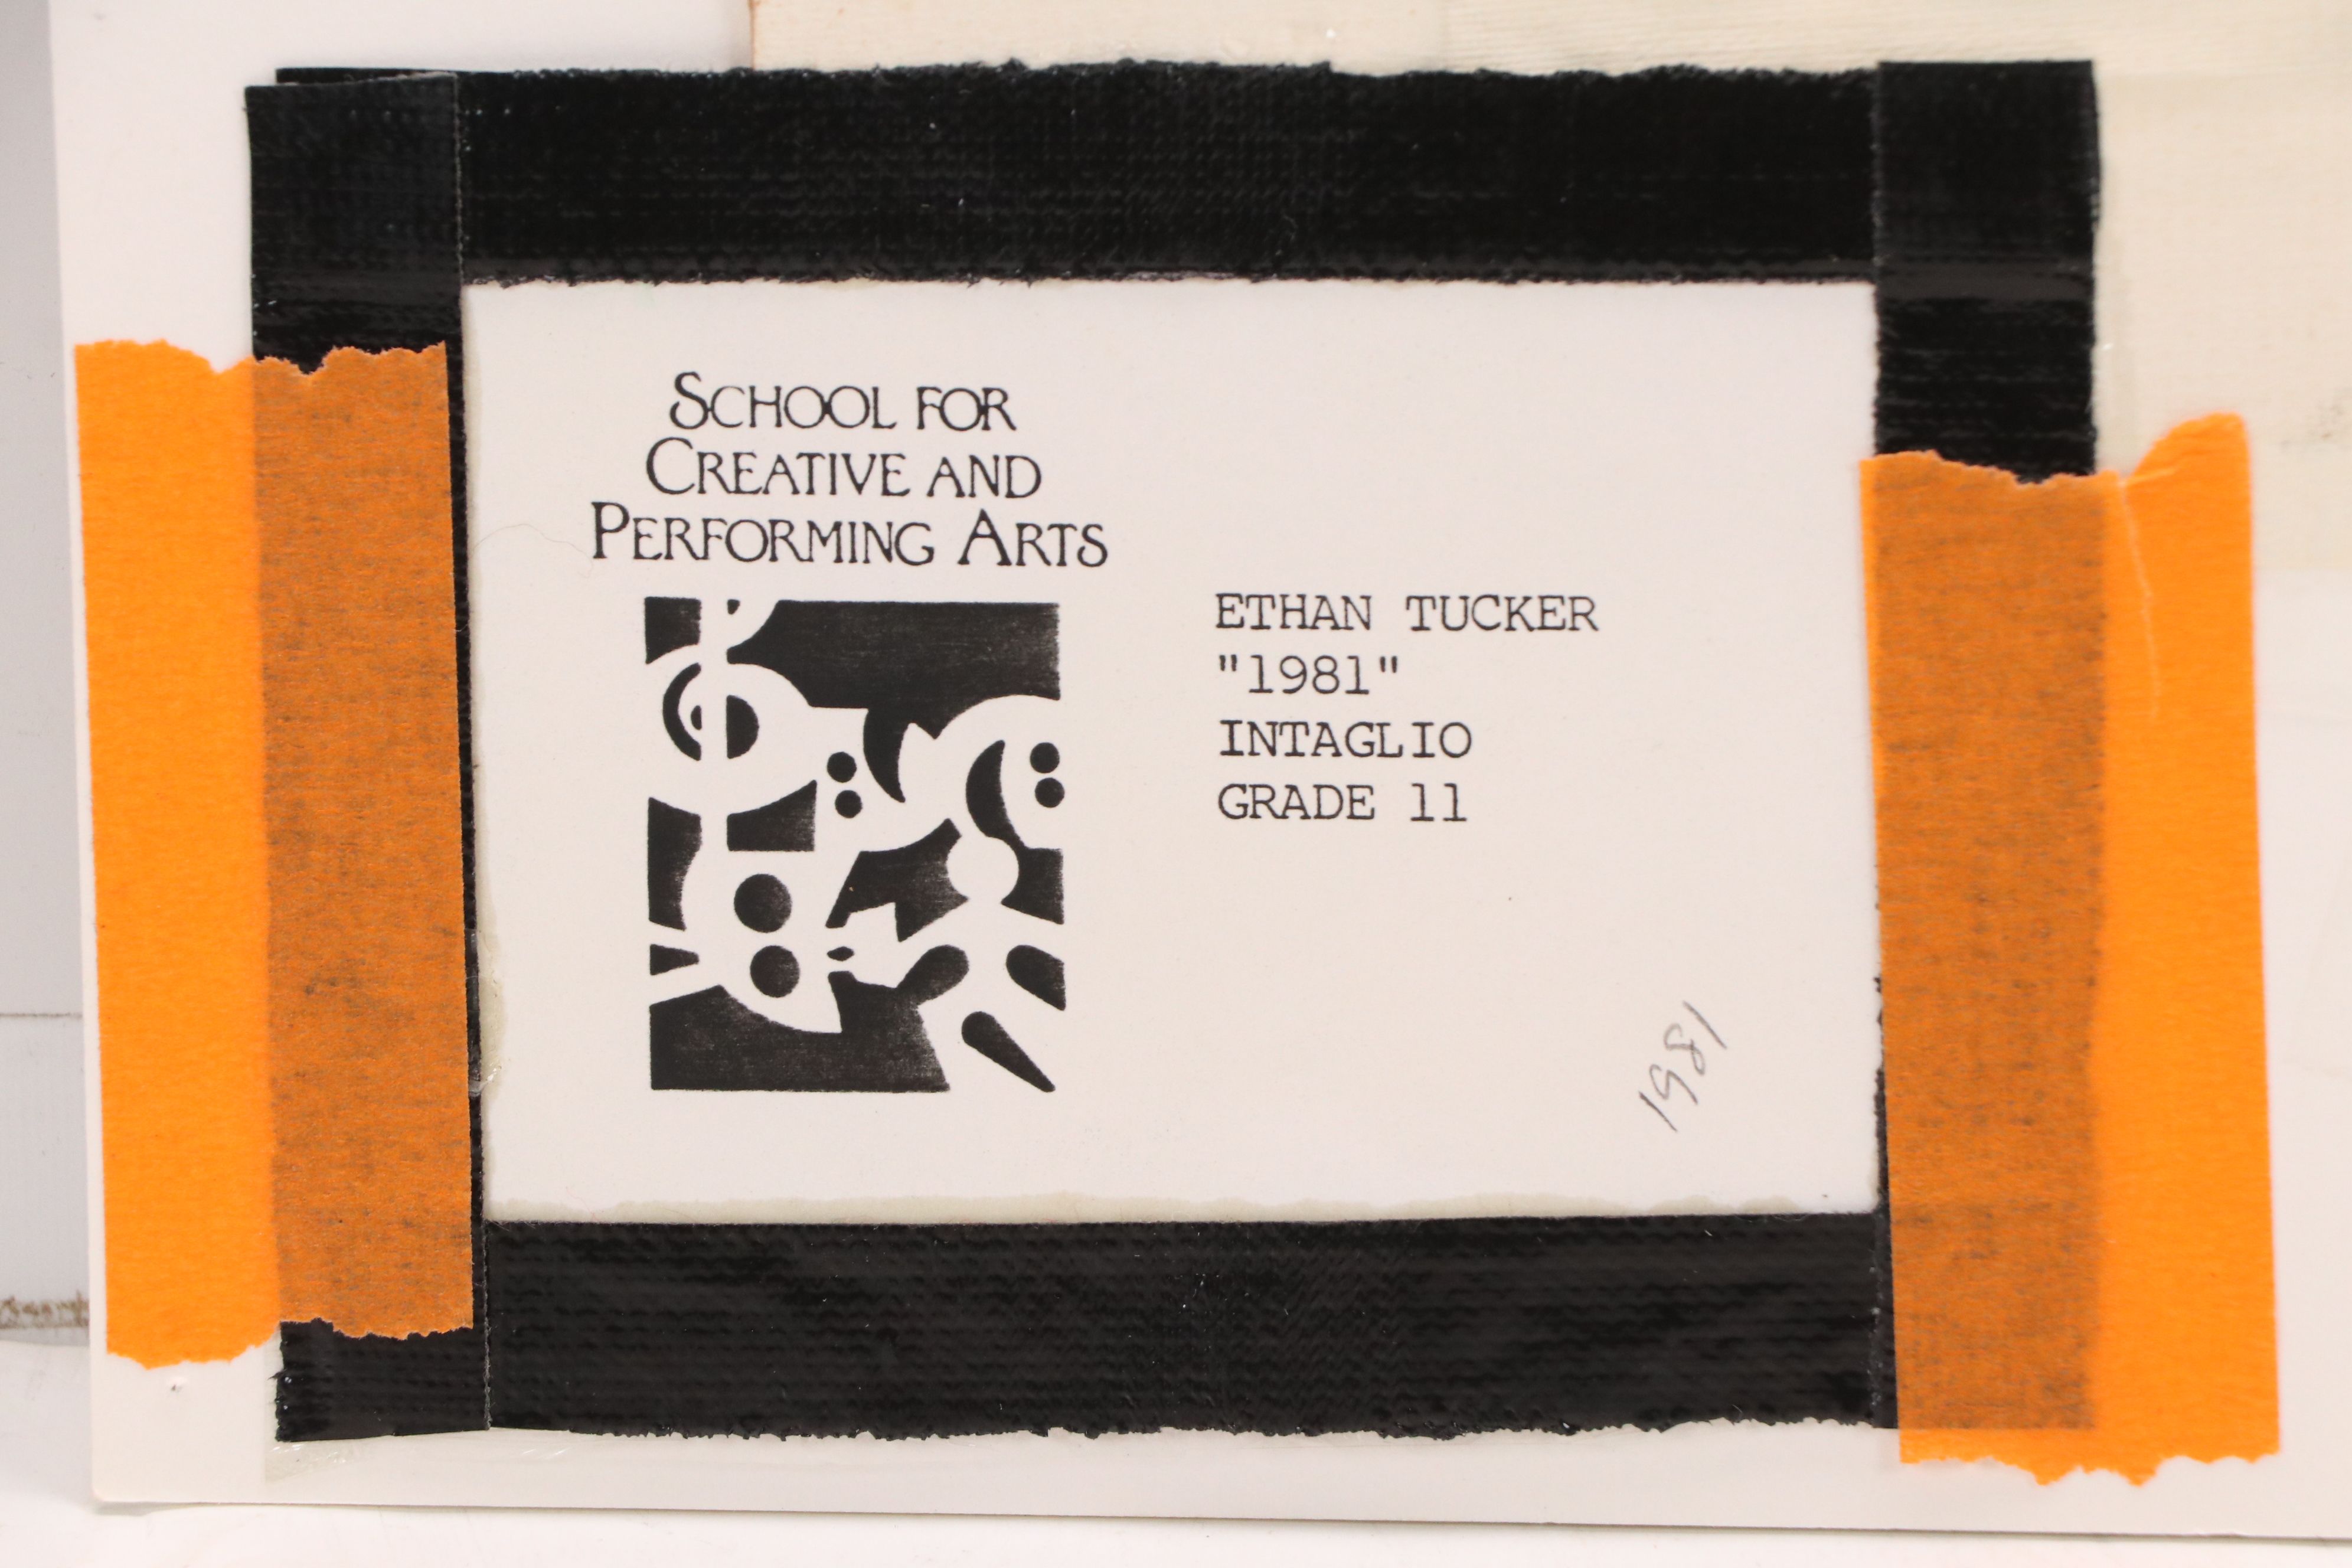 SCHOOL FOR
CREATIVE AND
PERFORMING ARTS
ETHAN TUCKER
"1981"
INTAGLIO
GRADE 11
1981